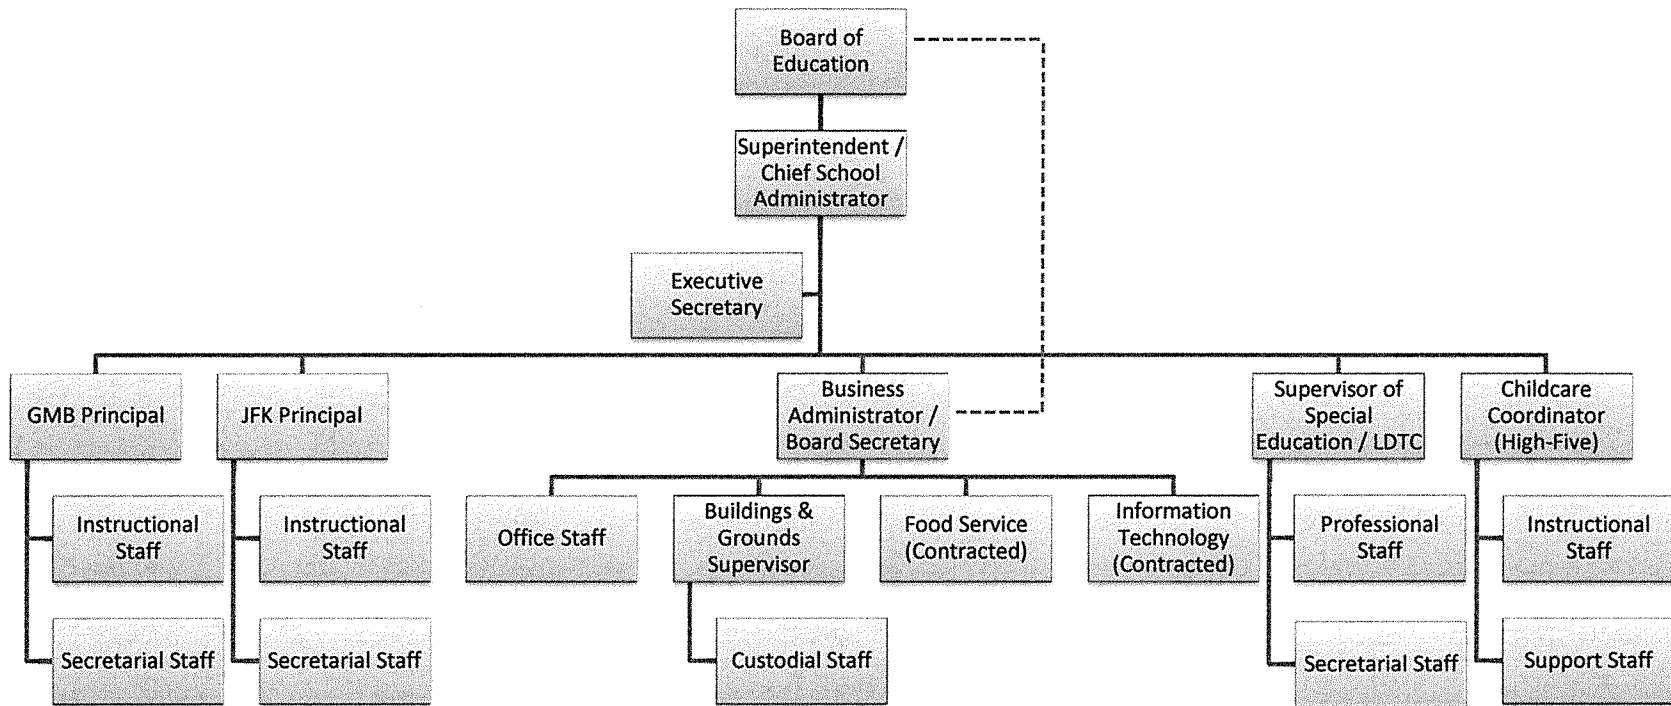 Board of
Education
Superintendent /
Chief School
Administrator
Executive
Secretary
GMB Principal
JFK Principal
Business
Administrator /
Board Secretary
Supervisor of
Special
Education / LDTC
Childcare
Coordinator
(High-Five)
Instructional
Staff
Instructional
Staff
Office Staff
Buildings &
Grounds
Supervisor
Food Service
(Contracted)
Information
Technology
(Contracted)
Professional
Staff
Instructional
Staff
Secretarial Staff
Secretarial Staff
Custodial Staff
Secretarial Staff
Support Staff